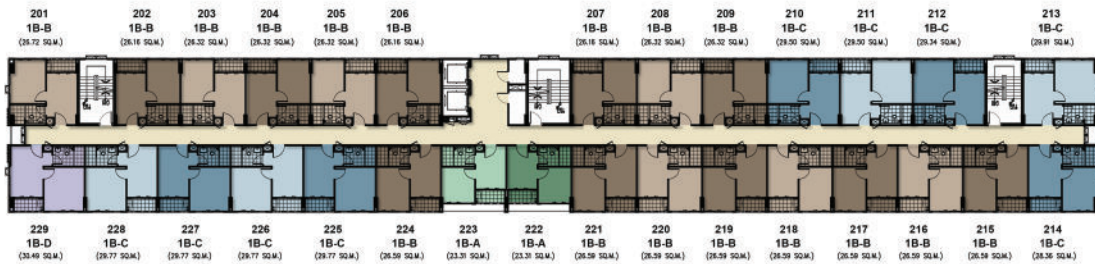 201
1B-B
(26.72 SQ.M.)
202
1B-B
(26.16 SQ.M.)
203
1B-B
(26.32 SQ.M.)
204
1B-B
(26.32 SQ.M.)
205
1B-B
(26.32 SQ.M.)
206
1B-B
(26.16 SQ.M.)
207
1B-B
(26.16 SQ.M.)
208
1B-B
(26.32 SQ.M.)
209
1B-B
(26.32 SQ.M.)
210
1B-C
(29.50 SQ.M.)
211
1B-C
(29.50 SQ.M.)
212
1B-C
(29.34 SQ.M.)
213
1B-C
(29.91 SQ.M.)
229
1B-D
(30.49 SQ.M.)
228
1B-C
(29.77 SQ.M.)
227
1B-C
(29.77 SQ.M.)
226
1B-C
(29.77 SQ.M.)
225
1B-C
(29.77 SQ.M.)
224
1B-B
(26.59 SQ.M.)
223
1B-A
(23.31 SQ.M.)
222
1B-A
(23.31 SQ.M.)
221
1B-B
(26.59 SQ.M.)
220
1B-B
(26.59 SQ.M.)
219
1B-B
(26.59 SQ.M.)
218
1B-B
(26.59 SQ.M.)
217
1B-B
(26.59 SQ.M.)
216
1B-B
(26.59 SQ.M.)
215
1B-B
(26.59 SQ.M.)
214
1B-C
(28.36 SQ.M.)